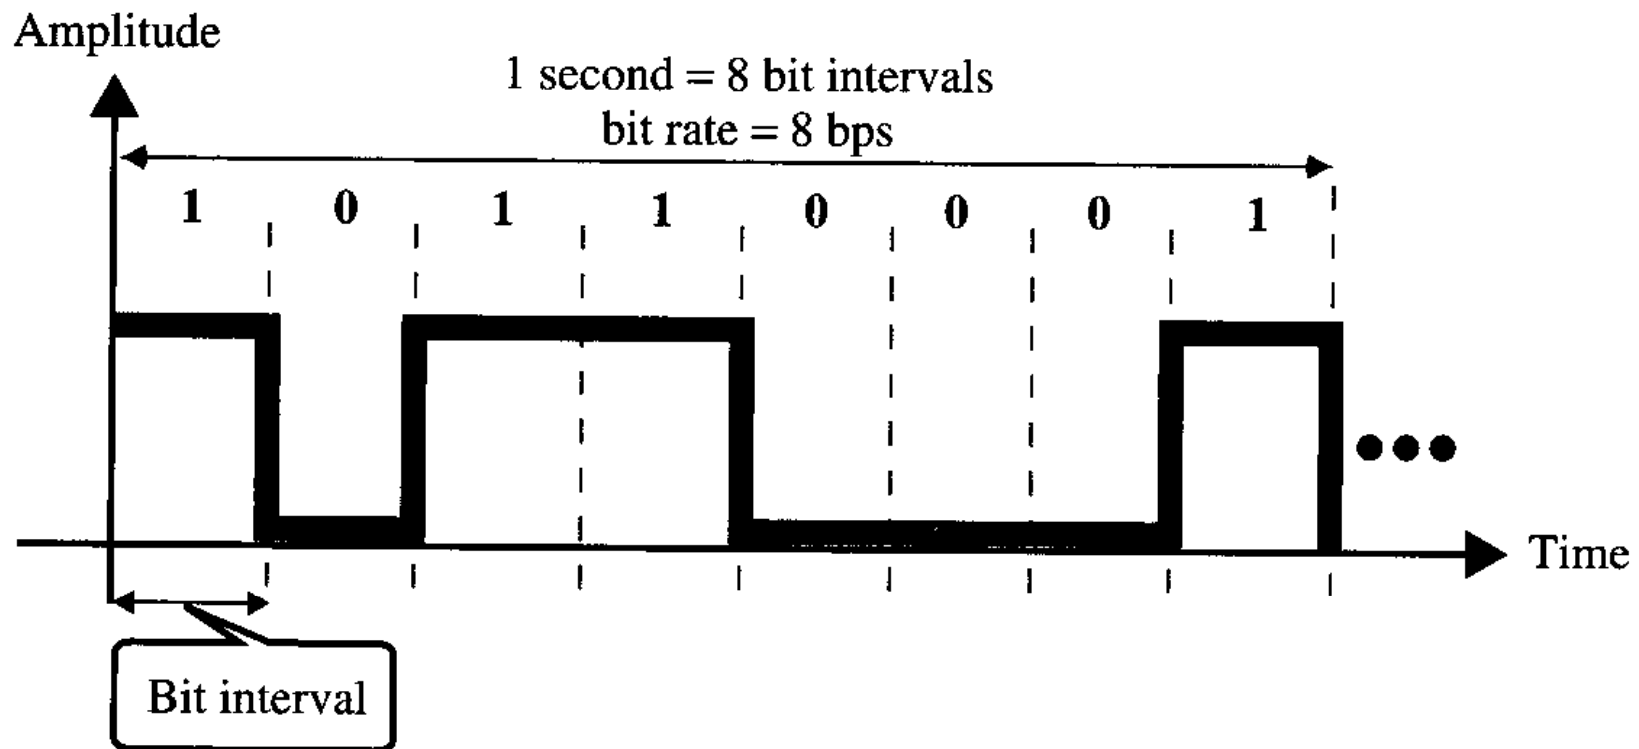 Amplitude
1 second = 8 bit intervals
bit rate = 8 bps
1 0 1 1 0 0 0 1
Time
Bit interval